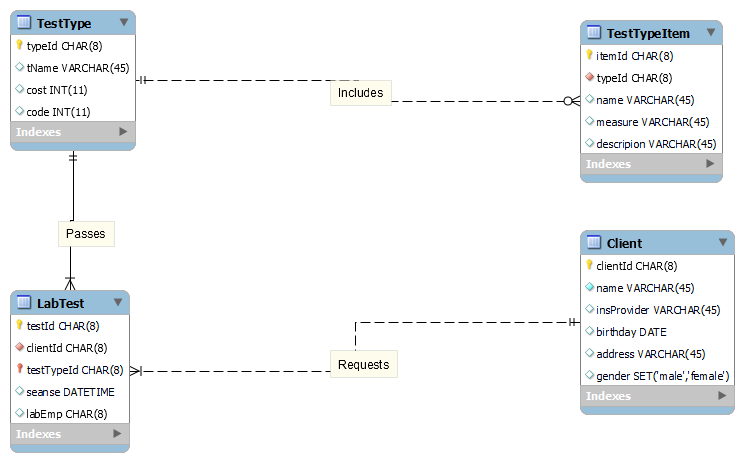 TestType
typeId CHAR(8)
tName VARCHAR(45)
cost INT(11)
code INT(11)
Indexes
Includes
TestTypeItem
itemId CHAR(8)
typeId CHAR(8)
name VARCHAR(45)
measure VARCHAR(45)
descripion VARCHAR(45)
Indexes
Passes
LabTest
testId CHAR(8)
clientId CHAR(8)
testTypeId CHAR(8)
seanse DATETIME
labEmp CHAR(8)
Indexes
Requests
Client
clientId CHAR(8)
name VARCHAR(45)
insProvider VARCHAR(45)
birthday DATE
address VARCHAR(45)
gender SET('male','female')
Indexes